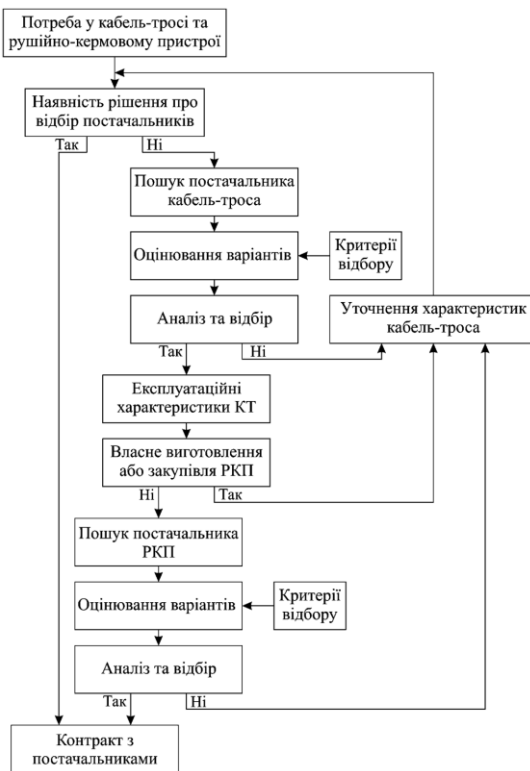 Потреба у кабель-тросі та
рушійно-кермовому пристрої
Наявність рішення про
відбір постачальників
Так
Ні
Пошук постачальника
кабель-троса
Оцінювання варіантів
Критерії
відбору
Аналіз та відбір
Уточнення характеристик
кабель-троса
Так
Ні
Експлуатаційні
характеристики КТ
Власне виготовлення
або закупівля РКП
Ні
Так
Пошук постачальника
РКП
Оцінювання варіантів
Критерії
відбору
Аналіз та відбір
Так
Ні
Контракт з
постачальниками